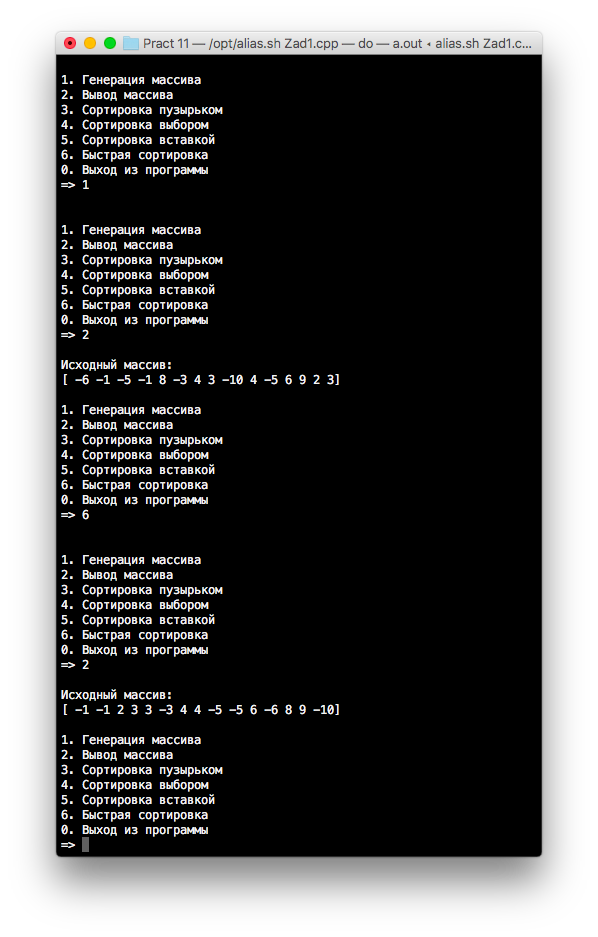 Pract 11 — /opt/alias.sh Zad1.cpp — do — a.out ◂ alias.sh Zad1.c...
1. Генерация массива
2. Вывод массива
3. Сортировка пузырьком
4. Сортировка выбором
5. Сортировка вставкой
6. Быстрая сортировка
0. Выход из программы
=> 1
1. Генерация массива
2. Вывод массива
3. Сортировка пузырьком
4. Сортировка выбором
5. Сортировка вставкой
6. Быстрая сортировка
0. Выход из программы
=> 2
Исходный массив:
[ -6 -1 -5 -1 8 -3 4 3 -10 4 -5 6 9 2 3]
1. Генерация массива
2. Вывод массива
3. Сортировка пузырьком
4. Сортировка выбором
5. Сортировка вставкой
6. Быстрая сортировка
0. Выход из программы
=> 6
1. Генерация массива
2. Вывод массива
3. Сортировка пузырьком
4. Сортировка выбором
5. Сортировка вставкой
6. Быстрая сортировка
0. Выход из программы
=> 2
Исходный массив:
[ -1 -1 2 3 3 -3 4 4 -5 -5 6 -6 8 9 -10]
1. Генерация массива
2. Вывод массива
3. Сортировка пузырьком
4. Сортировка выбором
5. Сортировка вставкой
6. Быстрая сортировка
0. Выход из программы
=>